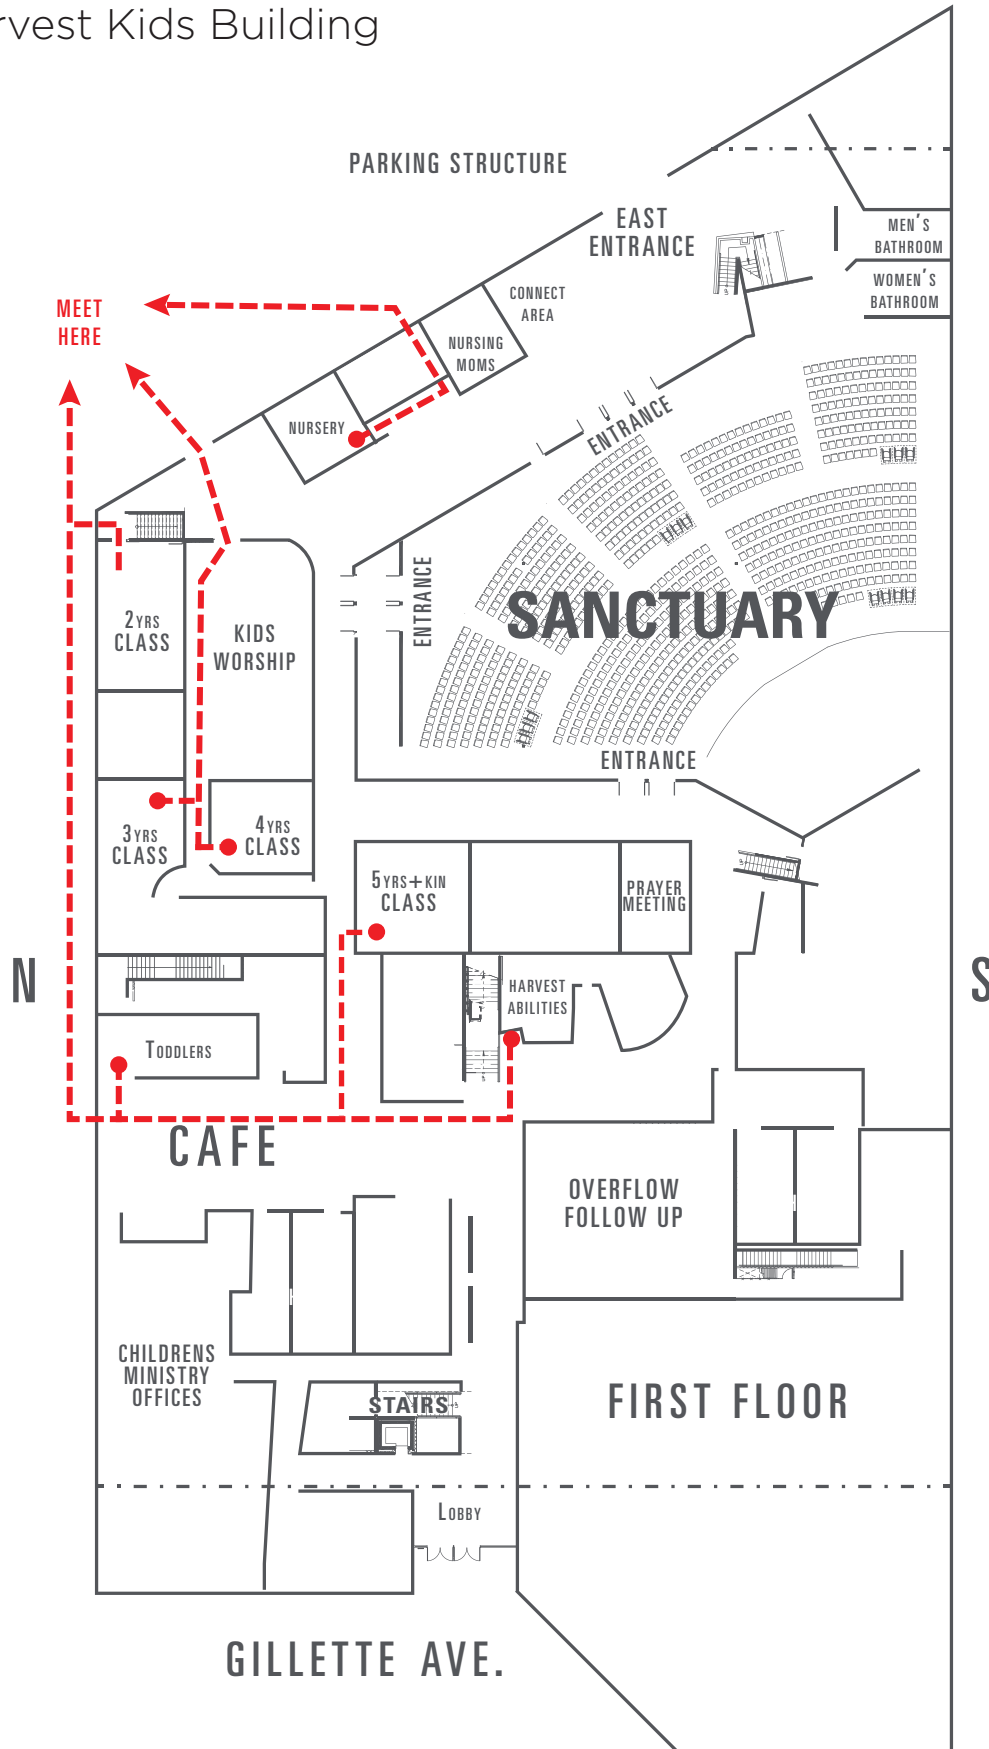 rvest Kids Building
PARKING STRUCTURE
EAST
ENTRANCE
MEN'S
BATHROOM
WOMEN'S
BATHROOM
CONNECT
AREA
MEET
HERE
NURSING
MOMS
NURSERY
ENTRANCE
ENTRANCE
SANCTUARY
2YRS
CLASS
KIDS
WORSHIP
ENTRANCE
3YRS
CLASS
4YRS
CLASS
5YRS+KIN
CLASS
PRAYER
MEETING
N
S
HARVEST
ABILITIES
TODDLERS
CAFE
OVERFLOW
FOLLOW UP
CHILDRENS
MINISTRY
OFFICES
STAIRS
FIRST FLOOR
LOBBY
GILLETTE AVE.